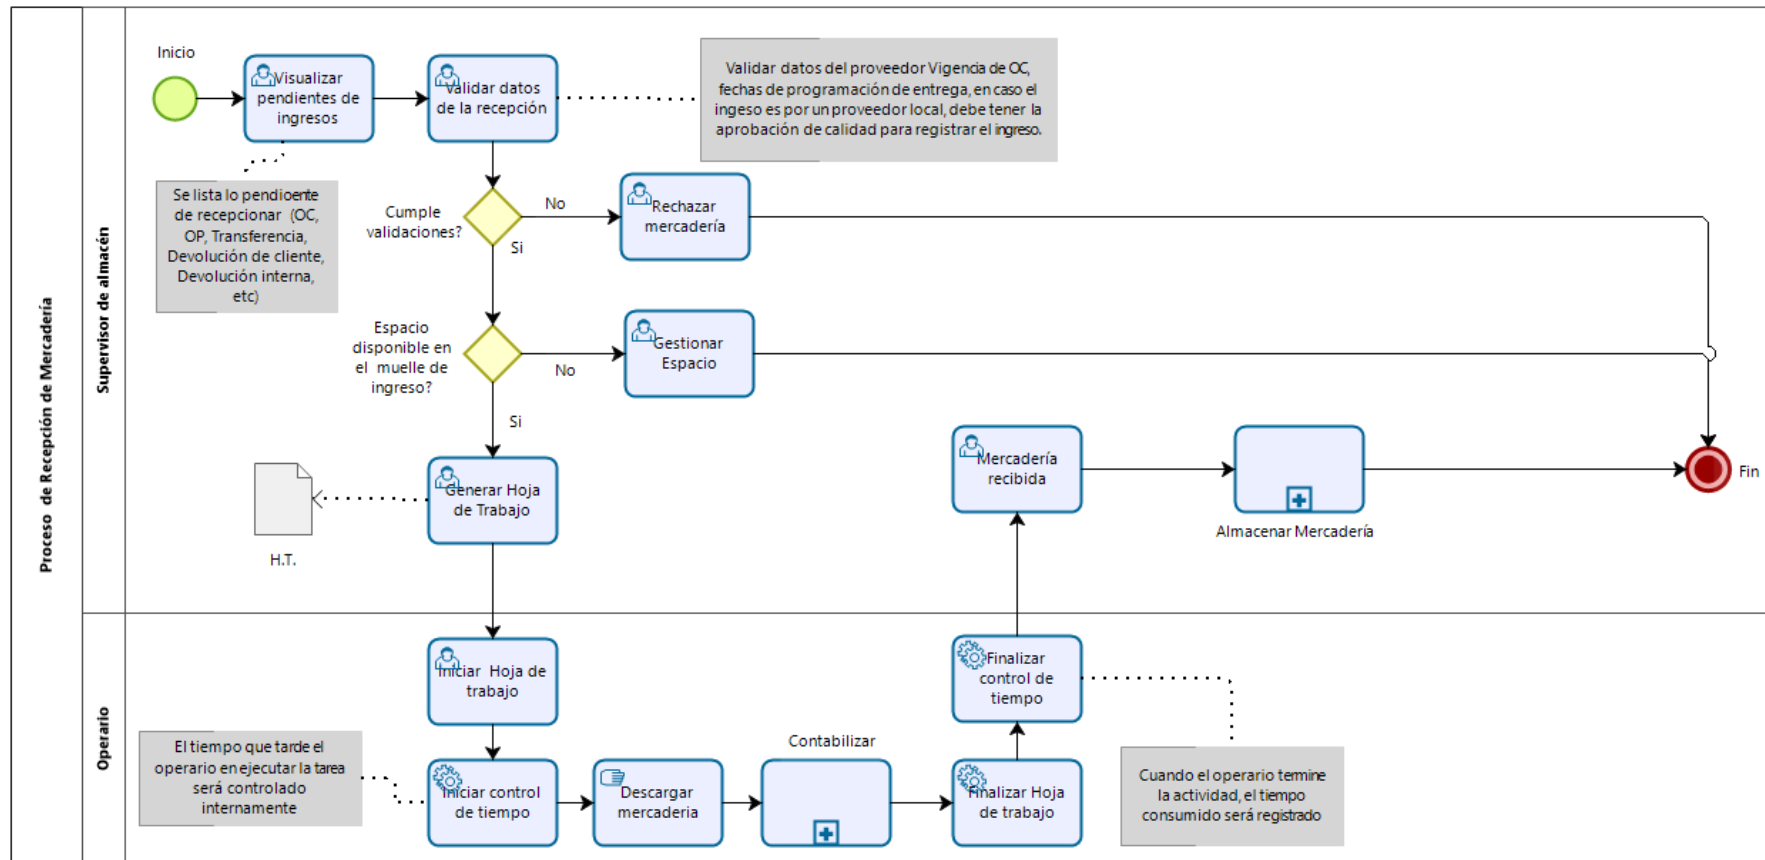 Proceso de Recepción de Mercadería
Supervisor de almacén
Inicio
Visualizar
pendientes de
ingresos
Validar datos
de la recepción
Validar datos del proveedor Vigencia de OC,
fechas de programación de entrega, en caso el
ingeso es por un proveedor local, debe tener la
aprobación de calidad para registrar el ingreso.
Se lista lo pendioente
de recepcionar (OC,
OP, Transferencia,
Devolución de cliente,
Devolución interna,
etc)
Cumple
validaciones?
No
Si
Rechazar
mercadería
Espacio
disponible en
el muelle de
ingreso?
No
Si
Gestionar
Espacio
Generar Hoja
de Trabajo
H.T.
Mercadería
recibida
Almacenar Mercadería
Fin
Operario
Iniciar Hoja de
trabajo
El tiempo que tarde el
operario en ejecutar la tarea
será controlado
internamente
Iniciar control
de tiempo
Descargar
mercaderia
Contabilizar
Finalizar Hoja
de trabajo
Finalizar
control de
tiempo
Cuando el operario termine
la actividad, el tiempo
consumido será registrado